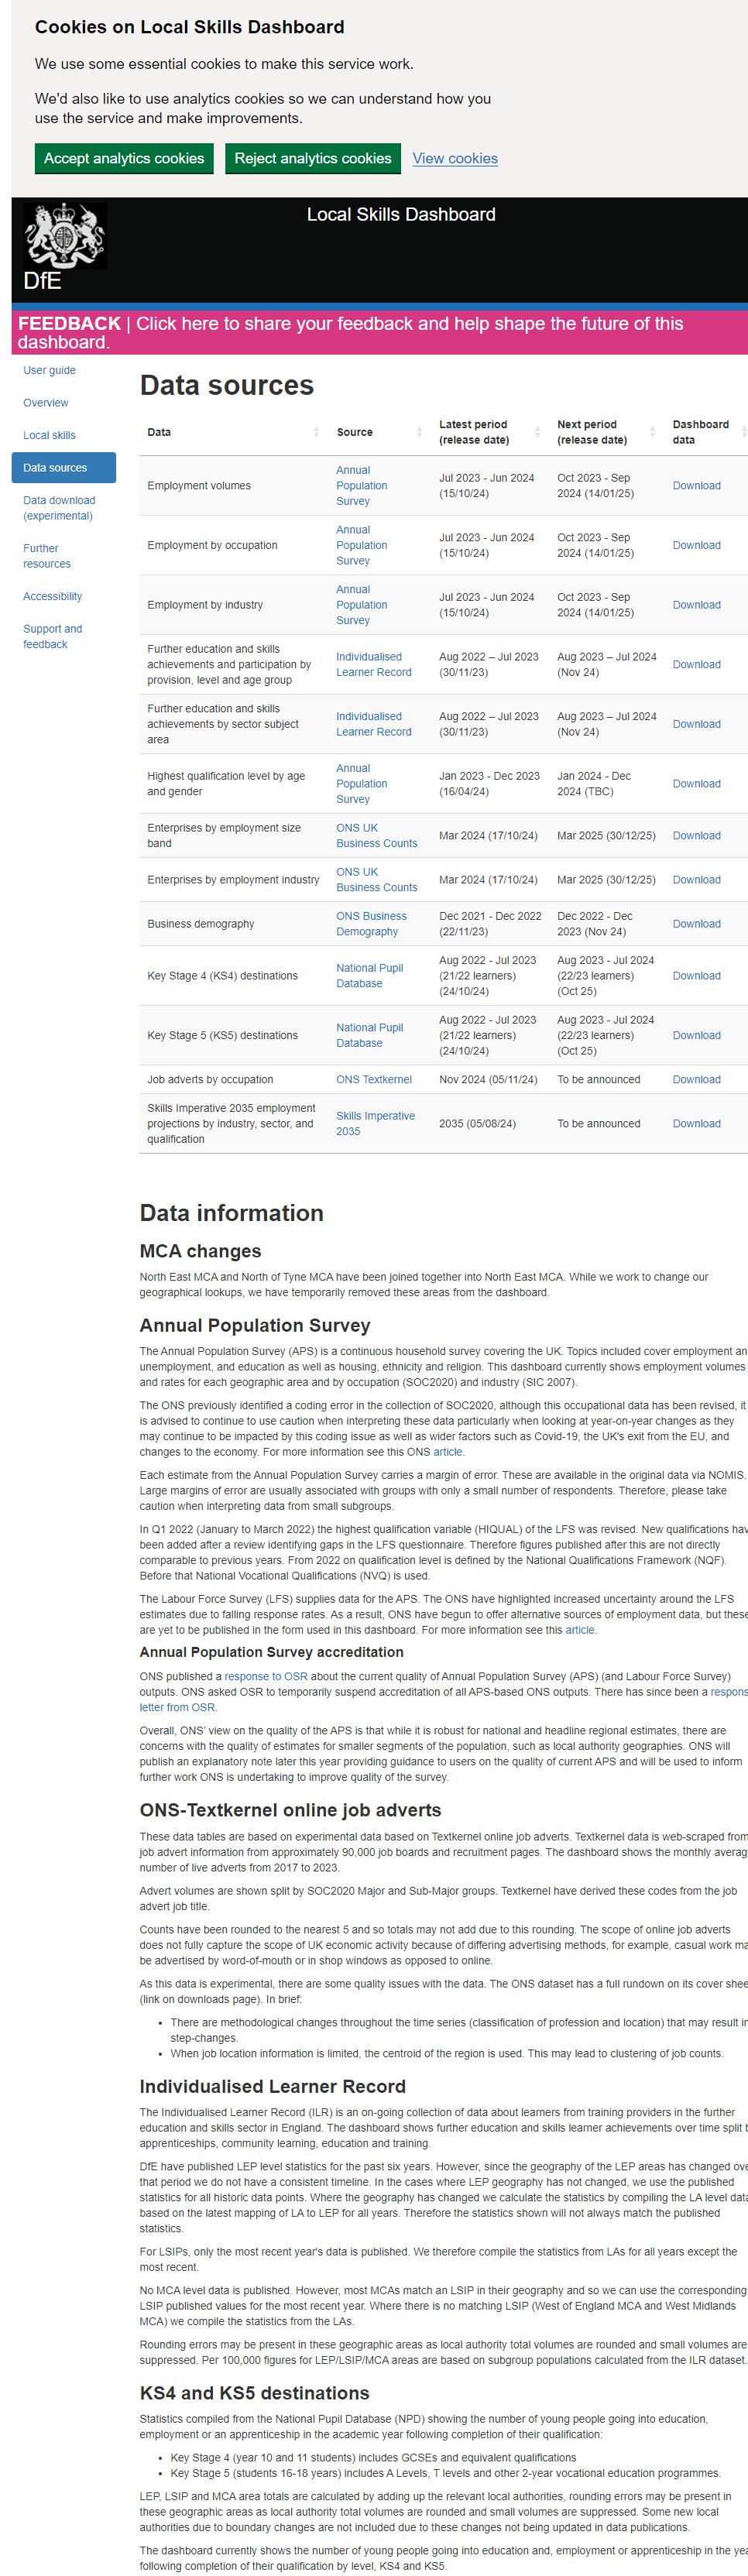 Cookies on Local Skills Dashboard
We use some essential cookies to make this service work.
We'd also like to use analytics cookies so we can understand how you
use the service and make improvements.
Accept analytics cookies
Reject analytics cookies
View cookies
Local Skills Dashboard
DfE
FEEDBACK | Click here to share your feedback and help shape the future of this
dashboard.
User guide
Overview
Local skills
Data sources
Data download
(experimental)
Further
resources
Accessibility
Support and
feedback
Data sources
Data Source Latest period (release date) Next period (release date) Dashboard data
Employment volumes Annual Population Survey Jul 2023 - Jun 2024 (15/10/24) Oct 2023 - Sep 2024 (14/01/25) Download
Employment by occupation Annual Population Survey Jul 2023 - Jun 2024 (15/10/24) Oct 2023 - Sep 2024 (14/01/25) Download
Employment by industry Annual Population Survey Jul 2023 - Jun 2024 (15/10/24) Oct 2023 - Sep 2024 (14/01/25) Download
Further education and skills achievements and participation by provision, level and age group Individualised Learner Record Aug 2022 – Jul 2023 (30/11/23) Aug 2023 – Jul 2024 (Nov 24) Download
Further education and skills achievements by sector subject area Individualised Learner Record Aug 2022 – Jul 2023 (30/11/23) Aug 2023 – Jul 2024 (Nov 24) Download
Highest qualification level by age and gender Annual Population Survey Jan 2023 - Dec 2023 (16/04/24) Jan 2024 - Dec 2024 (TBC) Download
Enterprises by employment size band ONS UK Business Counts Mar 2024 (17/10/24) Mar 2025 (30/12/25) Download
Enterprises by employment industry ONS UK Business Counts Mar 2024 (17/10/24) Mar 2025 (30/12/25) Download
Business demography ONS Business Demography Dec 2021 - Dec 2022 (22/11/23) Dec 2022 - Dec 2023 (Nov 24) Download
Key Stage 4 (KS4) destinations National Pupil Database Aug 2022 - Jul 2023 (21/22 learners) (24/10/24) Aug 2023 - Jul 2024 (22/23 learners) (Oct 25) Download
Key Stage 5 (KS5) destinations National Pupil Database Aug 2022 - Jul 2023 (21/22 learners) (24/10/24) Aug 2023 - Jul 2024 (22/23 learners) (Oct 25) Download
Job adverts by occupation ONS Textkernel Nov 2024 (05/11/24) To be announced Download
Skills Imperative 2035 employment projections by industry, sector, and qualification Skills Imperative 2035 2035 (05/08/24) To be announced Download
Data information
MCA changes
North East MCA and North of Tyne MCA have been joined together into North East MCA. While we work to change our
geographical lookups, we have temporarily removed these areas from the dashboard.
Annual Population Survey
The Annual Population Survey (APS) is a continuous household survey covering the UK. Topics included cover employment an
unemployment, and education as well as housing, ethnicity and religion. This dashboard currently shows employment volumes
and rates for each geographic area and by occupation (SOC2020) and industry (SIC 2007).
The ONS previously identified a coding error in the collection of SOC2020, although this occupational data has been revised, it
is advised to continue to use caution when interpreting these data particularly when looking at year-on-year changes as they
may continue to be impacted by this coding issue as well as wider factors such as Covid-19, the UK's exit from the EU, and
changes to the economy. For more information see this ONS article.
Each estimate from the Annual Population Survey carries a margin of error. These are available in the original data via NOMIS.
Large margins of error are usually associated with groups with only a small number of respondents. Therefore, please take
caution when interpreting data from small subgroups.
In Q1 2022 (January to March 2022) the highest qualification variable (HIQUAL) of the LFS was revised. New qualifications hav
been added after a review identifying gaps in the LFS questionnaire. Therefore figures published after this are not directly
comparable to previous years. From 2022 on qualification level is defined by the National Qualifications Framework (NQF).
Before that National Vocational Qualifications (NVQ) is used.
The Labour Force Survey (LFS) supplies data for the APS. The ONS have highlighted increased uncertainty around the LFS
estimates due to falling response rates. As a result, ONS have begun to offer alternative sources of employment data, but these
are yet to be published in the form used in this dashboard. For more information see this article.
Annual Population Survey accreditation
ONS published a response to OSR about the current quality of Annual Population Survey (APS) (and Labour Force Survey)
outputs. ONS asked OSR to temporarily suspend accreditation of all APS-based ONS outputs. There has since been a respons
letter from OSR.
Overall, ONS' view on the quality of the APS is that while it is robust for national and headline regional estimates, there are
concerns with the quality of estimates for smaller segments of the population, such as local authority geographies. ONS will
publish an explanatory note later this year providing guidance to users on the quality of current APS and will be used to inform
further work ONS is undertaking to improve quality of the survey.
ONS-Textkernel online job adverts
These data tables are based on experimental data based on Textkernel online job adverts. Textkernel data is web-scraped from
job advert information from approximately 90,000 job boards and recruitment pages. The dashboard shows the monthly averag
number of live adverts from 2017 to 2023.
Advert volumes are shown split by SOC2020 Major and Sub-Major groups. Textkernel have derived these codes from the job
advert job title.
Counts have been rounded to the nearest 5 and so totals may not add due to this rounding. The scope of online job adverts
does not fully capture the scope of UK economic activity because of differing advertising methods, for example, casual work ma
be advertised by word-of-mouth or in shop windows as opposed to online.
As this data is experimental, there are some quality issues with the data. The ONS dataset has a full rundown on its cover shee
(link on downloads page). In brief:
• There are methodological changes throughout the time series (classification of profession and location) that may result in
step-changes.
• When job location information is limited, the centroid of the region is used. This may lead to clustering of job counts.
Individualised Learner Record
The Individualised Learner Record (ILR) is an on-going collection of data about learners from training providers in the further
education and skills sector in England. The dashboard shows further education and skills learner achievements over time split b
apprenticeships, community learning, education and training.
DfE have published LEP level statistics for the past six years. However, since the geography of the LEP areas has changed ove
that period we do not have a consistent timeline. In the cases where LEP geography has not changed, we use the published
statistics for all historic data points. Where the geography has changed we calculate the statistics by compiling the LA level data
based on the latest mapping of LA to LEP for all years. Therefore the statistics shown will not always match the published
statistics.
For LSIPs, only the most recent year's data is published. We therefore compile the statistics from LAs for all years except the
most recent.
No MCA level data is published. However, most MCAs match an LSIP in their geography and so we can use the corresponding
LSIP published values for the most recent year. Where there is no matching LSIP (West of England MCA and West Midlands
MCA) we compile the statistics from the LAs.
Rounding errors may be present in these geographic areas as local authority total volumes are rounded and small volumes are
suppressed. Per 100,000 figures for LEP/LSIP/MCA areas are based on subgroup populations calculated from the ILR dataset.
KS4 and KS5 destinations
Statistics compiled from the National Pupil Database (NPD) showing the number of young people going into education,
employment or an apprenticeship in the academic year following completion of their qualification:
• Key Stage 4 (year 10 and 11 students) includes GCSEs and equivalent qualifications
• Key Stage 5 (students 16-18 years) includes A Levels, T levels and other 2-year vocational education programmes.
LEP, LSIP and MCA area totals are calculated by adding up the relevant local authorities, rounding errors may be present in
these geographic areas as local authority total volumes are rounded and small volumes are suppressed. Some new local
authorities due to boundary changes are not included due to these changes not being updated in data publications.
The dashboard currently shows the number of young people going into education and, employment or apprenticeship in the yea
following completion of their qualification by level, KS4 and KS5.